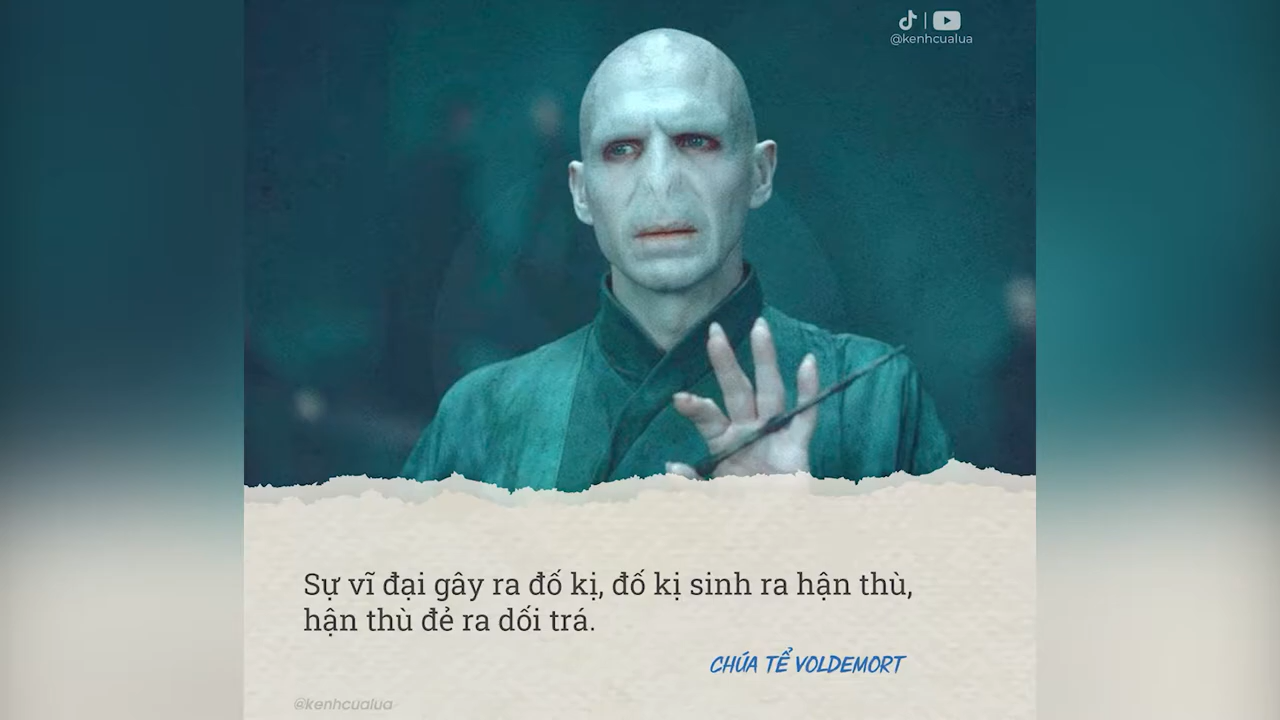 @kenhcualua
Sự vĩ đại gây ra đố kị, đố kị sinh ra hận thù,
hận thù đẻ ra dối trá.
CHÚA TỂ VOLDEMORT
@kenhcualua